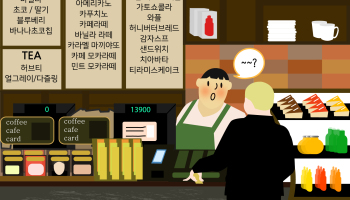 초코 / 딸기
블루베리
바나나초코칩
TEA
허브티
얼그레이/다즐링
아메리카노
카푸치노
카페라떼
바닐라 라떼
카라멜 마끼야또
카페 모카라떼
민트 모카라떼
가토쇼콜라
와플
허니버터브레드
감자스프
샌드위치
치아바타
티라미스케이크
~~?
0
13900
coffee
cafe
card
coffee
cafe
card